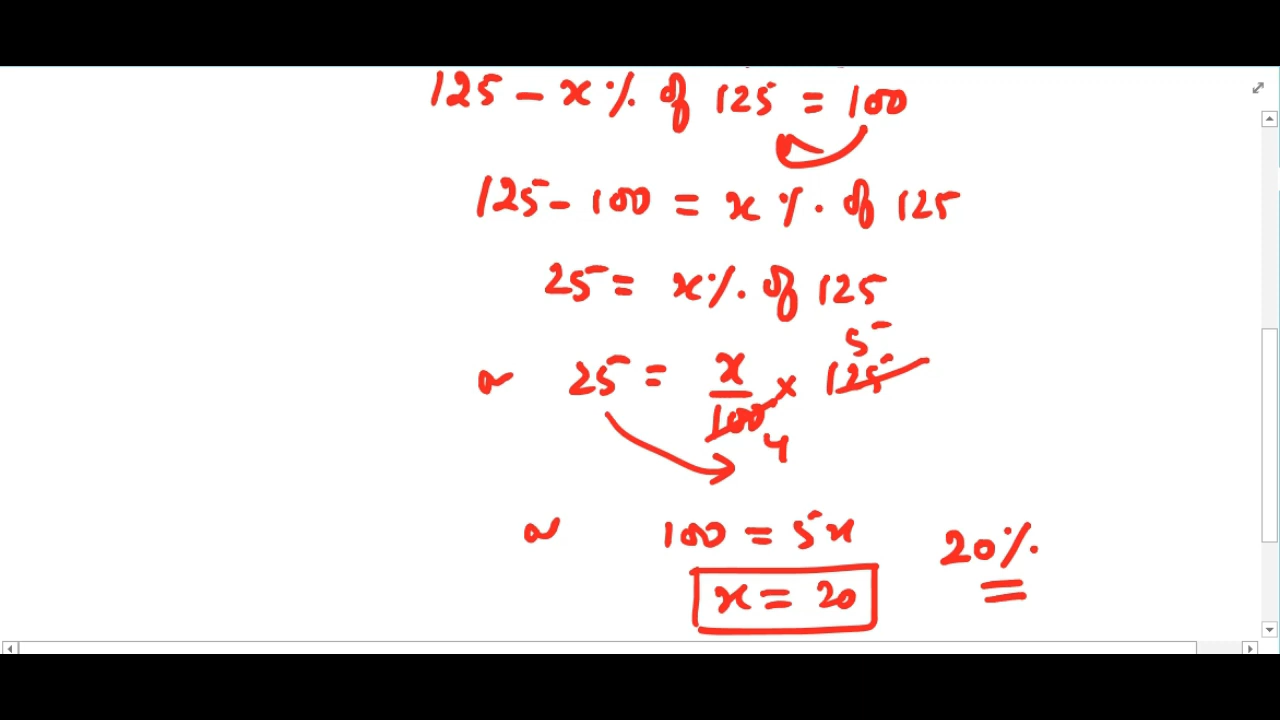 125 - x% of 125 = 100
125 - 100 = x % of 125
25 = x% of 125
or 25 = x/100 × 125
5
4
or 100 = 5x
20%
x = 20